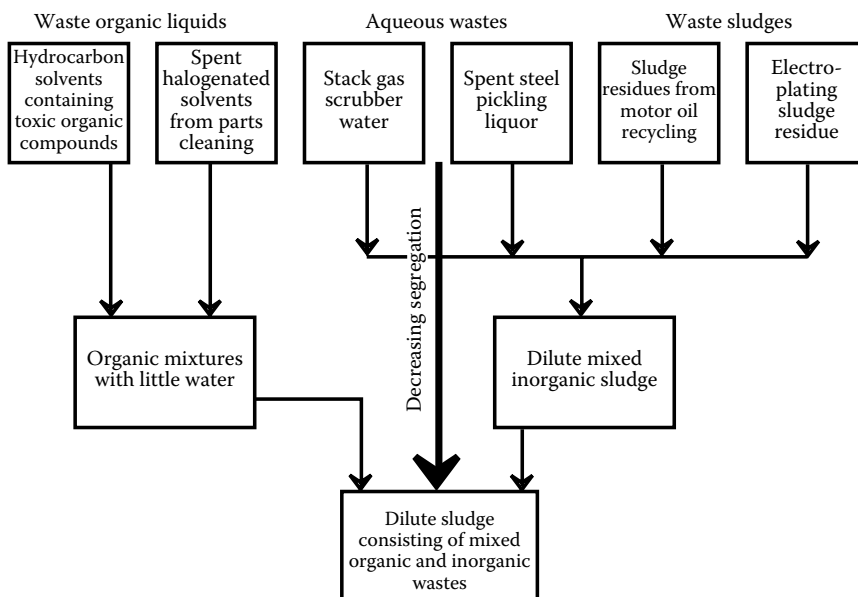 Waste organic liquids
Aqueous wastes
Waste sludges
Hydrocarbon
solvents
containing
toxic organic
compounds
Spent
halogenated
solvents
from parts
cleaning
Stack gas
scrubber
water
Spent steel
pickling
liquor
Sludge
residues from
motor oil
recycling
Electro-
plating
sludge
residue
Decreasing segregation
Organic mixtures
with little water
Dilute mixed
inorganic sludge
Dilute sludge
consisting of mixed
organic and inorganic
wastes